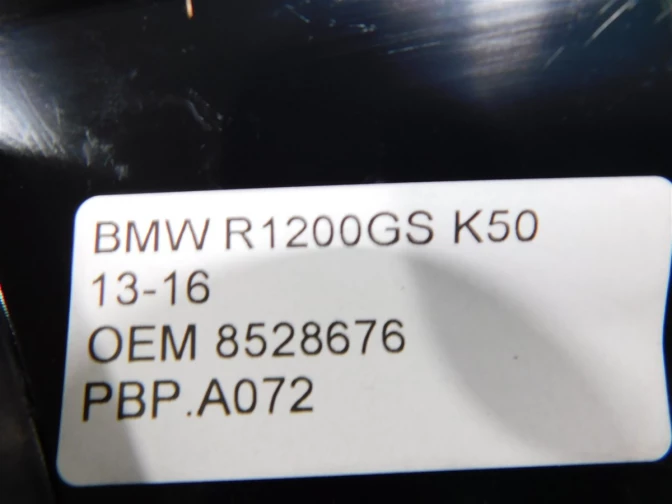 BMW R1200GS K50
13-16
OEM 8528676
PBP.A072